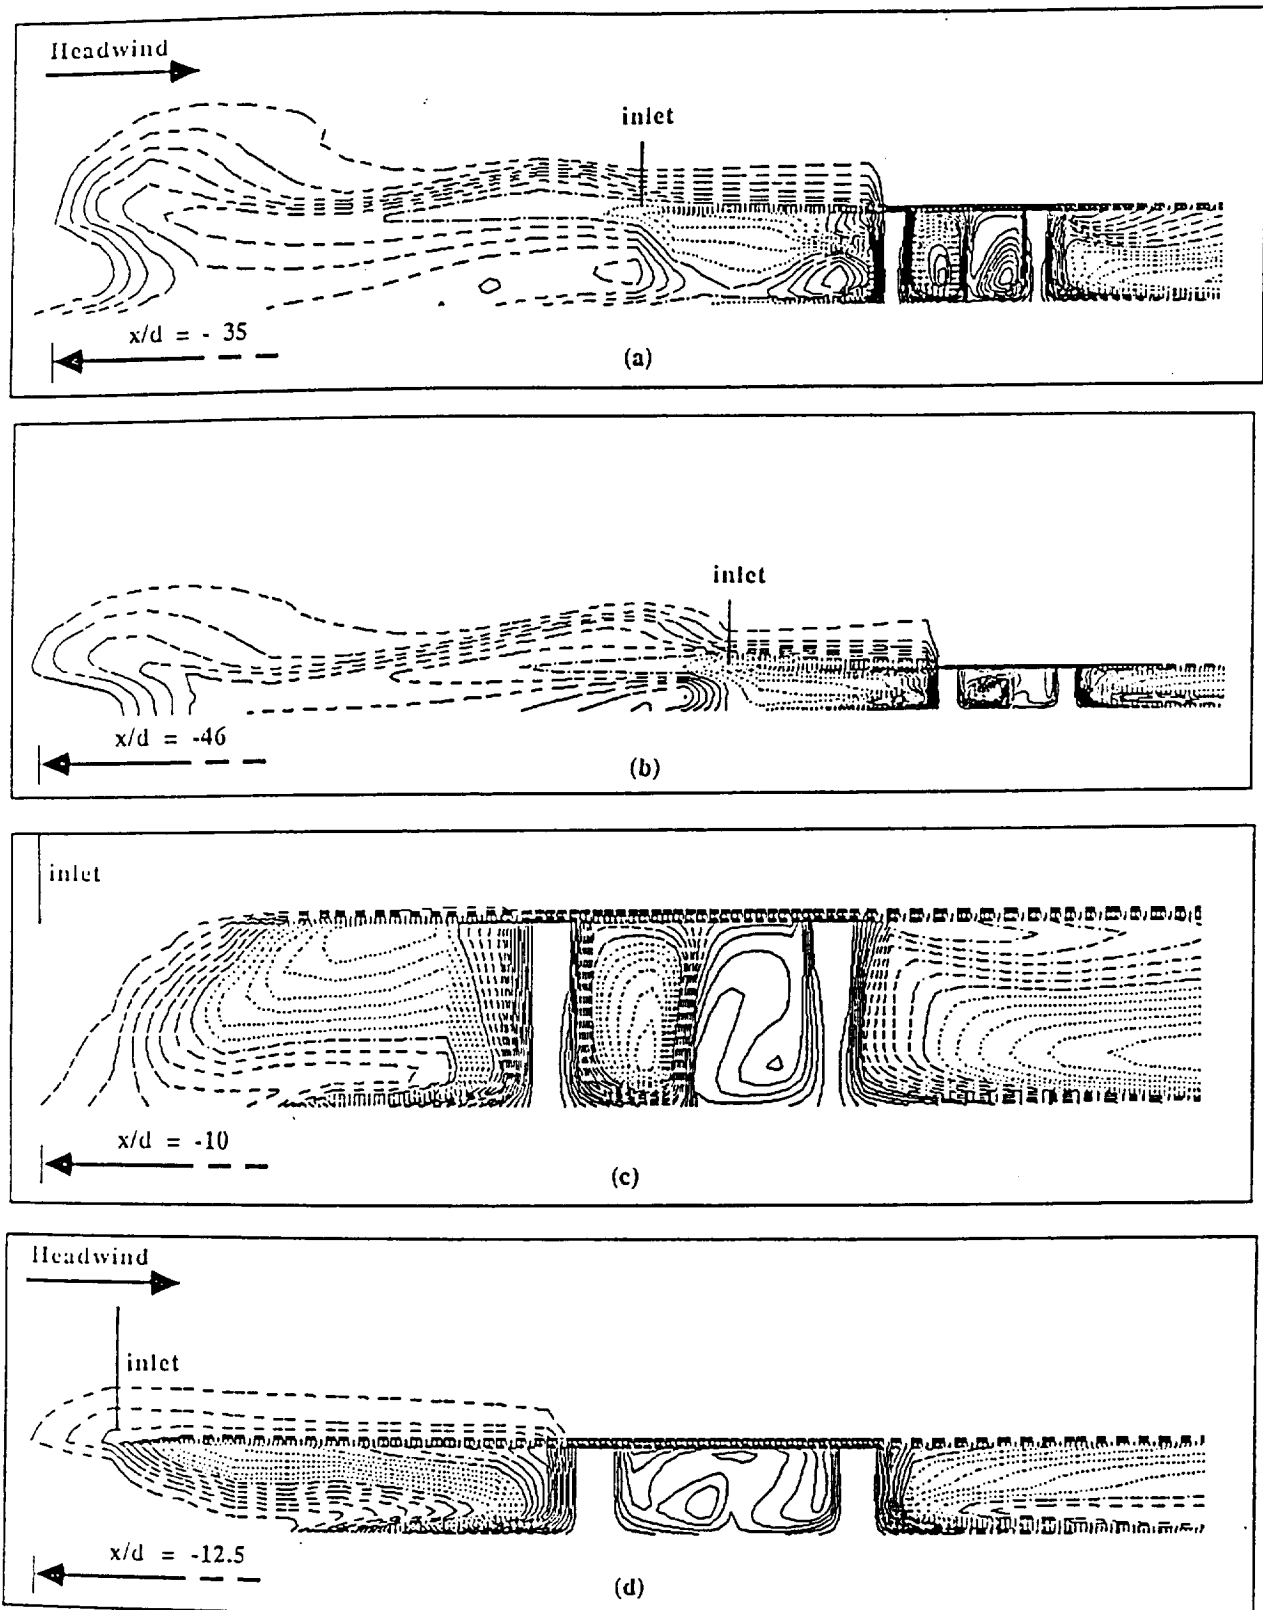 Headwind
inlet
x/d = - 35
(a)
inlet
x/d = -46
(b)
inlet
x/d = -10
(c)
Headwind
inlet
x/d = -12.5
(d)